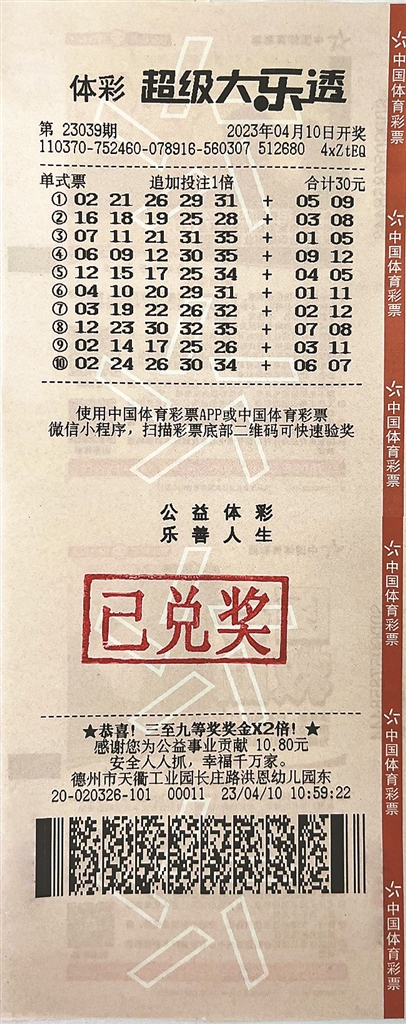 体彩 超级大乐透
第 23039期 2023年04月10日开奖
110370-752460-078916-560307 512680 4xZtEQ
单式票 追加投注1倍 合计30元
① 02 21 26 29 31 + 05 09
② 16 18 19 25 28 + 03 08
③ 07 11 21 31 35 + 01 05
④ 06 09 12 30 35 + 09 12
⑤ 12 15 17 25 34 + 04 05
⑥ 04 10 20 29 31 + 01 11
⑦ 03 19 22 26 32 + 02 12
⑧ 12 23 30 32 35 + 07 08
⑨ 02 14 17 25 26 + 03 11
⑩ 02 24 26 30 34 + 06 07
使用中国体育彩票APP或中国体育彩票
微信小程序，扫描彩票底部二维码可快速验奖
公益体彩
乐善人生
已兑奖
★恭喜！三至九等奖奖金X2倍！★
感谢您为公益事业贡献 10.80元
安全人人抓，幸福千万家。
德州市天衢工业园长庄路洪恩幼儿园东
20-020326-101 00011 23/04/10 10:59:22
中国体育彩票
中国体育彩票
中国体育彩票
中国体育彩票
中国体育彩票
中国体育彩票